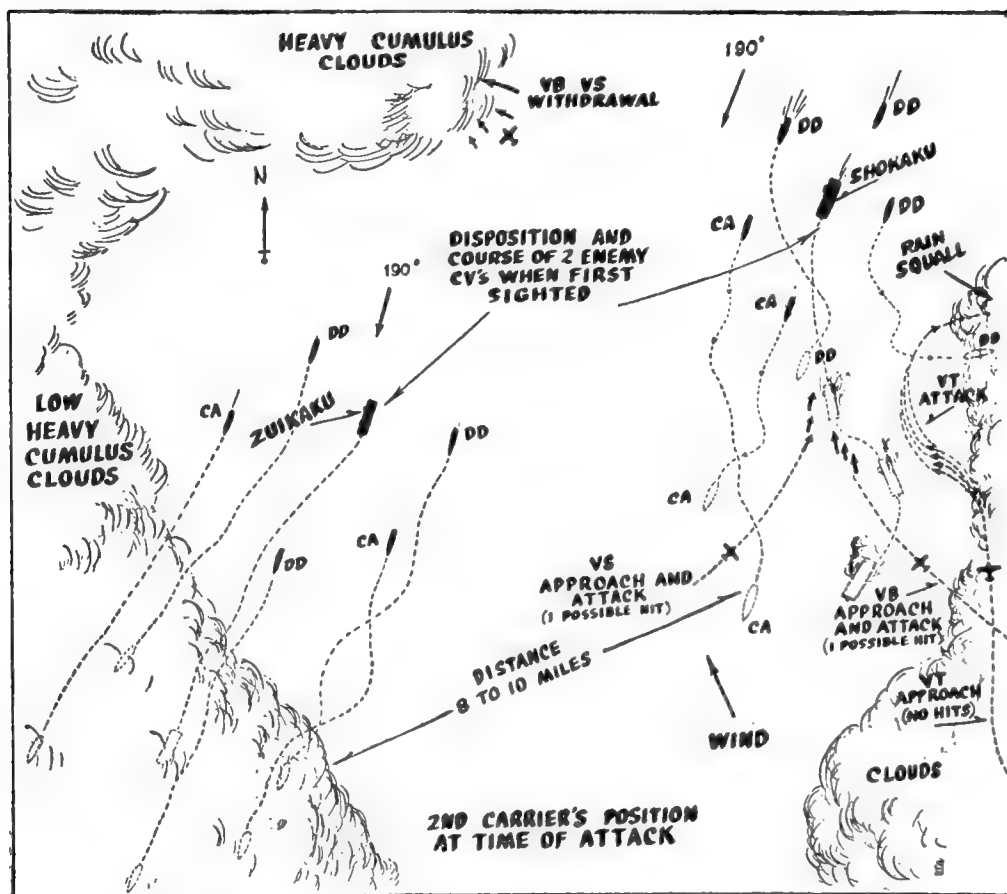 HEAVY CUMULUS
CLOUDS
VB VS
WITHDRAWAL
190°
DD
DD
SHOKAKU
N
CA
DD
RAIN
SQUALL
DISPOSITION AND
COURSE OF 2 ENEMY
CV'S WHEN FIRST
SIGHTED
190°
DD
CA
DD
DD
VT
ATTACK
LOW
HEAVY
CUMULUS
CLOUDS
CA
ZUIKAKU
DD
CA
DD
CA
VS
APPROACH AND
ATTACK
(1 POSSIBLE HIT)
CA
VB
APPROACH
AND ATTACK
(1 POSSIBLE HIT)
DISTANCE
8 TO 10 MILES
VT
APPROACH
(NO HITS)
WIND
CLOUDS
2ND CARRIER'S POSITION
AT TIME OF ATTACK